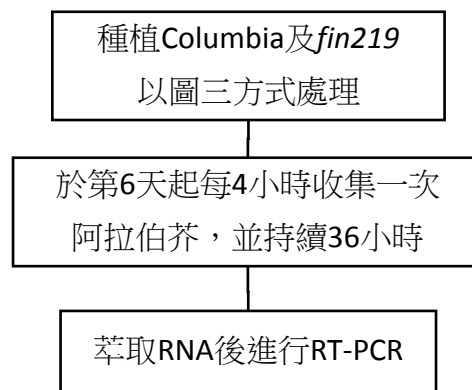 種植Columbia及fin219
以圖三方式處理
於第6天起每4小時收集一次
阿拉伯芥，並持續36小時
萃取RNA後進行RT-PCR